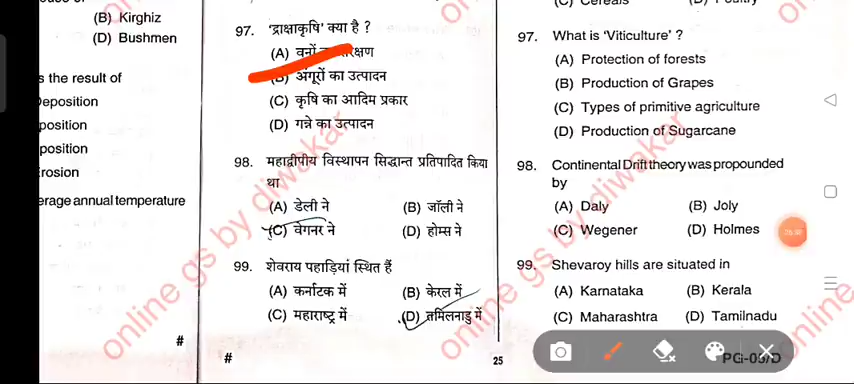 (B) Kirghiz
(D) Bushmen
s the result of
position
position
rosion
erage annual temperature
#
97. 'द्राक्षाकृषि' क्या है ?
(A) वनों
(B) अंगूरों का उत्पादन
(C) कृषि का आदिम प्रकार
(D) गन्ने का उत्पादन
98. महाद्वीपीय विस्थापन सिद्धान्त प्रतिपादित किया
था
(A) डेली ने (B) जॉली ने
(C) वेगनर ने (D) होम्स ने
99. शेवराय पहाड़ियां स्थित हैं
(A) कर्नाटक में (B) केरल में
(C) महाराष्ट्र में (D) तमिलनाडु में
# 25
97. What is 'Viticulture' ?
(A) Protection of forests
(B) Production of Grapes
(C) Types of primitive agriculture
(D) Production of Sugarcane
98. Continental Drift theory was propounded
by
(A) Daly (B) Joly
(C) Wegener (D) Holmes
99. Shevaroy hills are situated in
(A) Karnataka (B) Kerala
(C) Maharashtra (D) Tamilnadu
online gs by diwakar
online gs by diwakar
online gs by diwakar